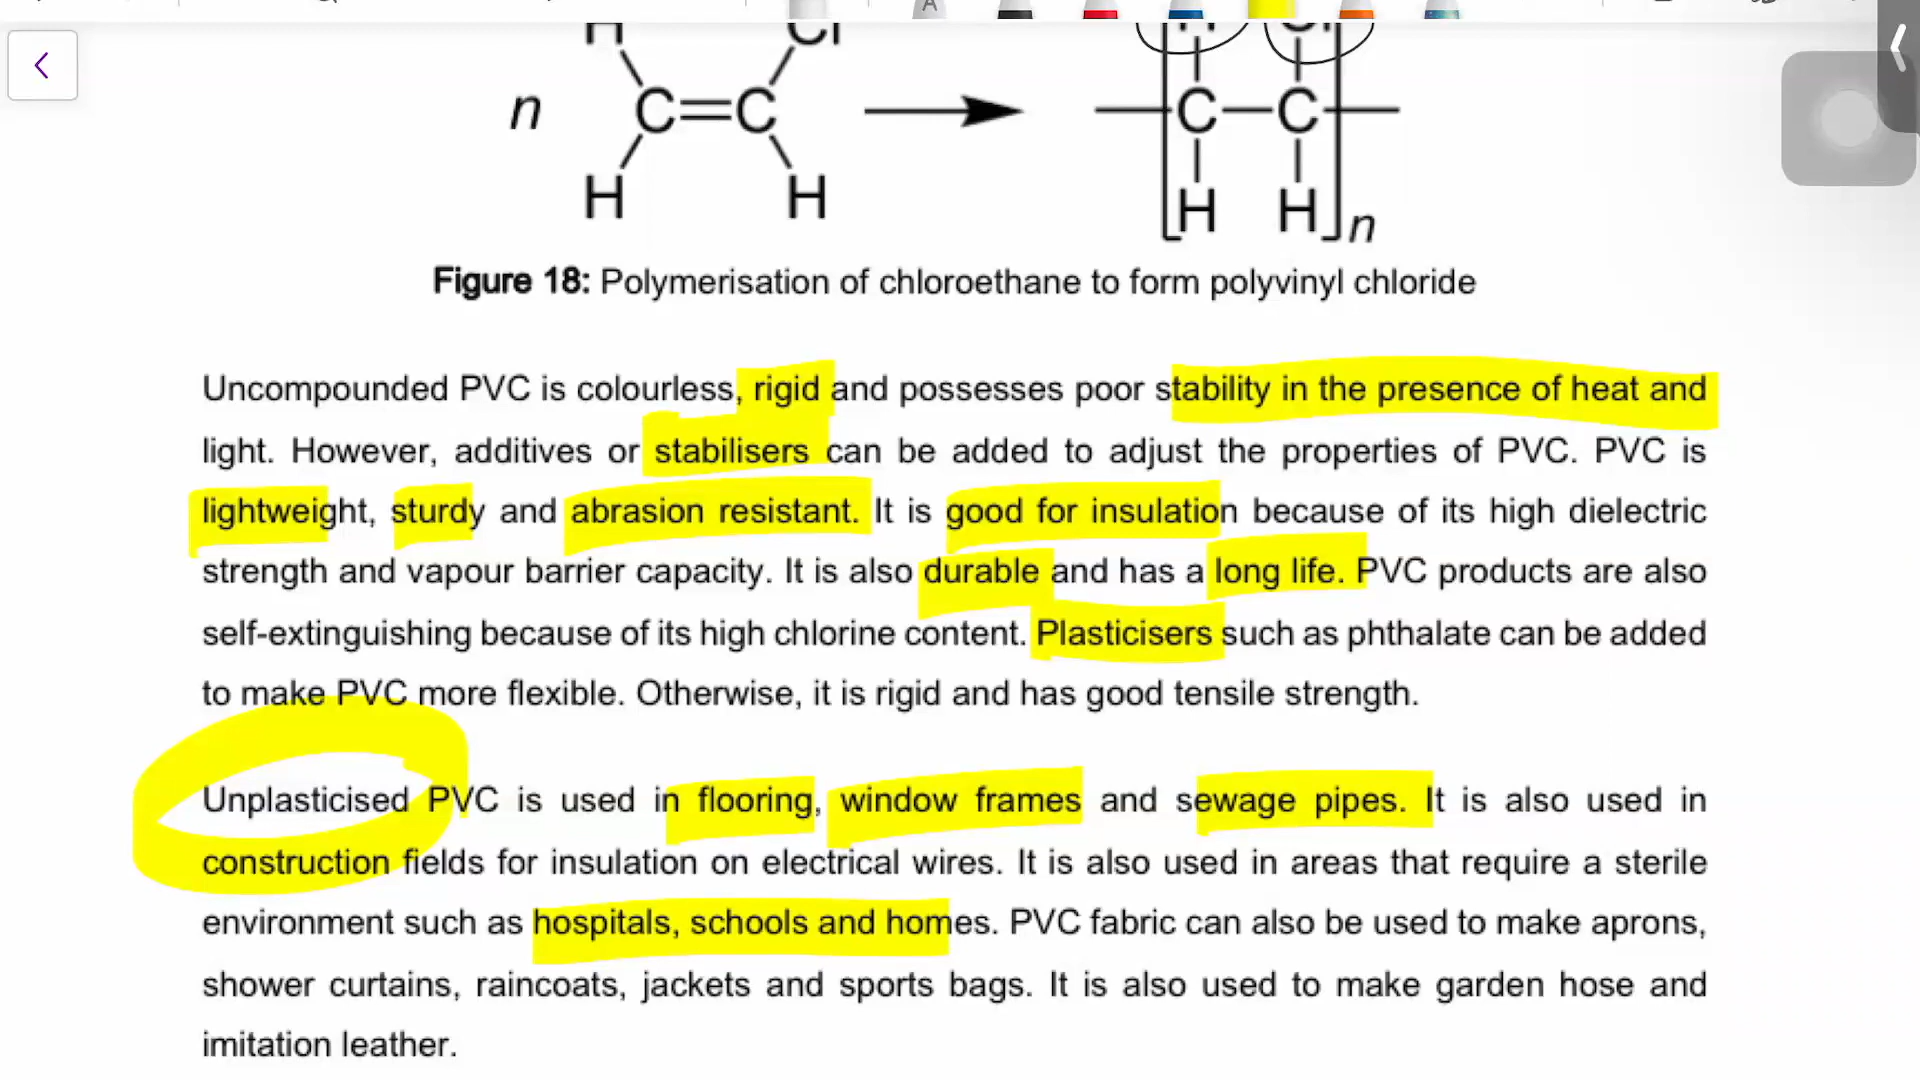 A
H Cl H Cl
n C=C C—C
H H H H n
Figure 18: Polymerisation of chloroethane to form polyvinyl chloride
Uncompounded PVC is colourless, rigid and possesses poor stability in the presence of heat and
light. However, additives or stabilisers can be added to adjust the properties of PVC. PVC is
lightweight, sturdy and abrasion resistant. It is good for insulation because of its high dielectric
strength and vapour barrier capacity. It is also durable and has a long life. PVC products are also
self-extinguishing because of its high chlorine content. Plasticisers such as phthalate can be added
to make PVC more flexible. Otherwise, it is rigid and has good tensile strength.
Unplasticised PVC is used in flooring, window frames and sewage pipes. It is also used in
construction fields for insulation on electrical wires. It is also used in areas that require a sterile
environment such as hospitals, schools and homes. PVC fabric can also be used to make aprons,
shower curtains, raincoats, jackets and sports bags. It is also used to make garden hose and
imitation leather.